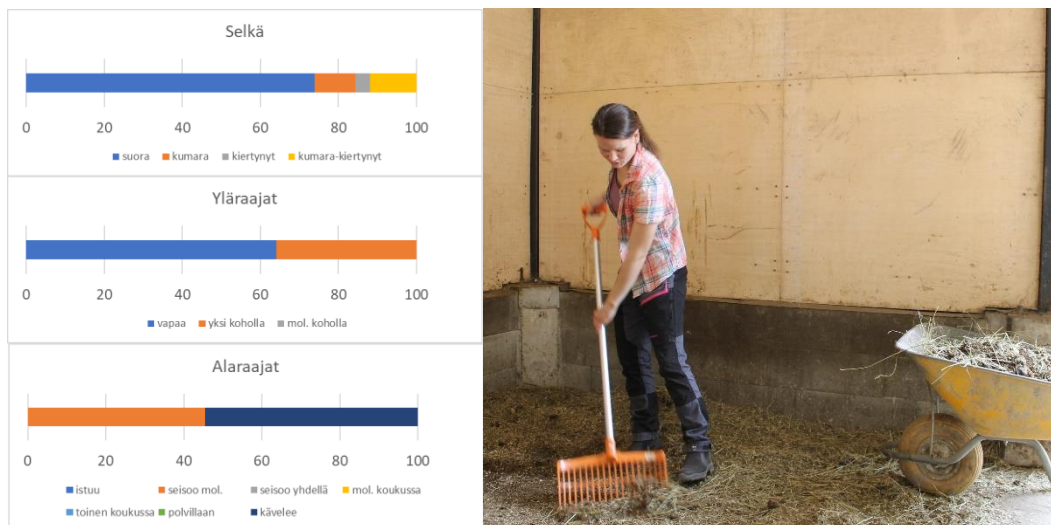 Selkä
0 20 40 60 80 100
suora kumara kiertynyt kumara-kiertynyt
Yläraajat
0 20 40 60 80 100
vapaa yksi koholla mol. koholla
Alaraajat
0 20 40 60 80 100
istuu seisoo mol. seisoo yhdellä mol. koukussa
toinen koukussa polvillaan kävelee